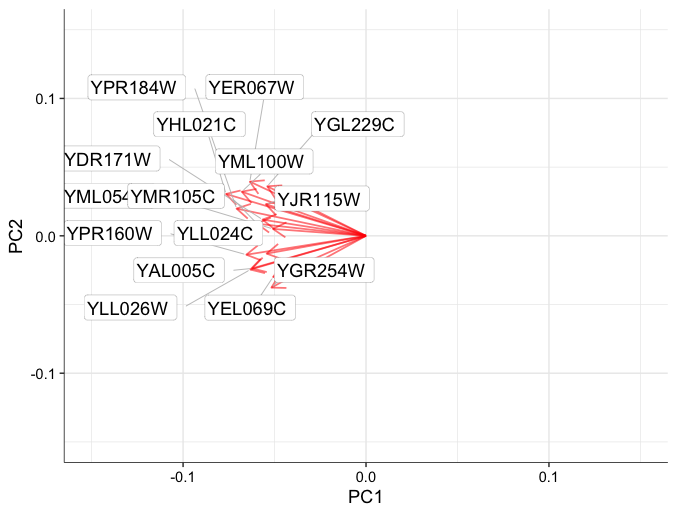 YPR184W YER067W
0.1
YHL021C YGL229C
YDR171W YML100W
YML054 YMR105C YJR115W
PC2
0.0
YPR160W YLL024C
YAL005C YGR254W
YLL026W YEL069C
-0.1
-0.1 0.0 0.1
PC1